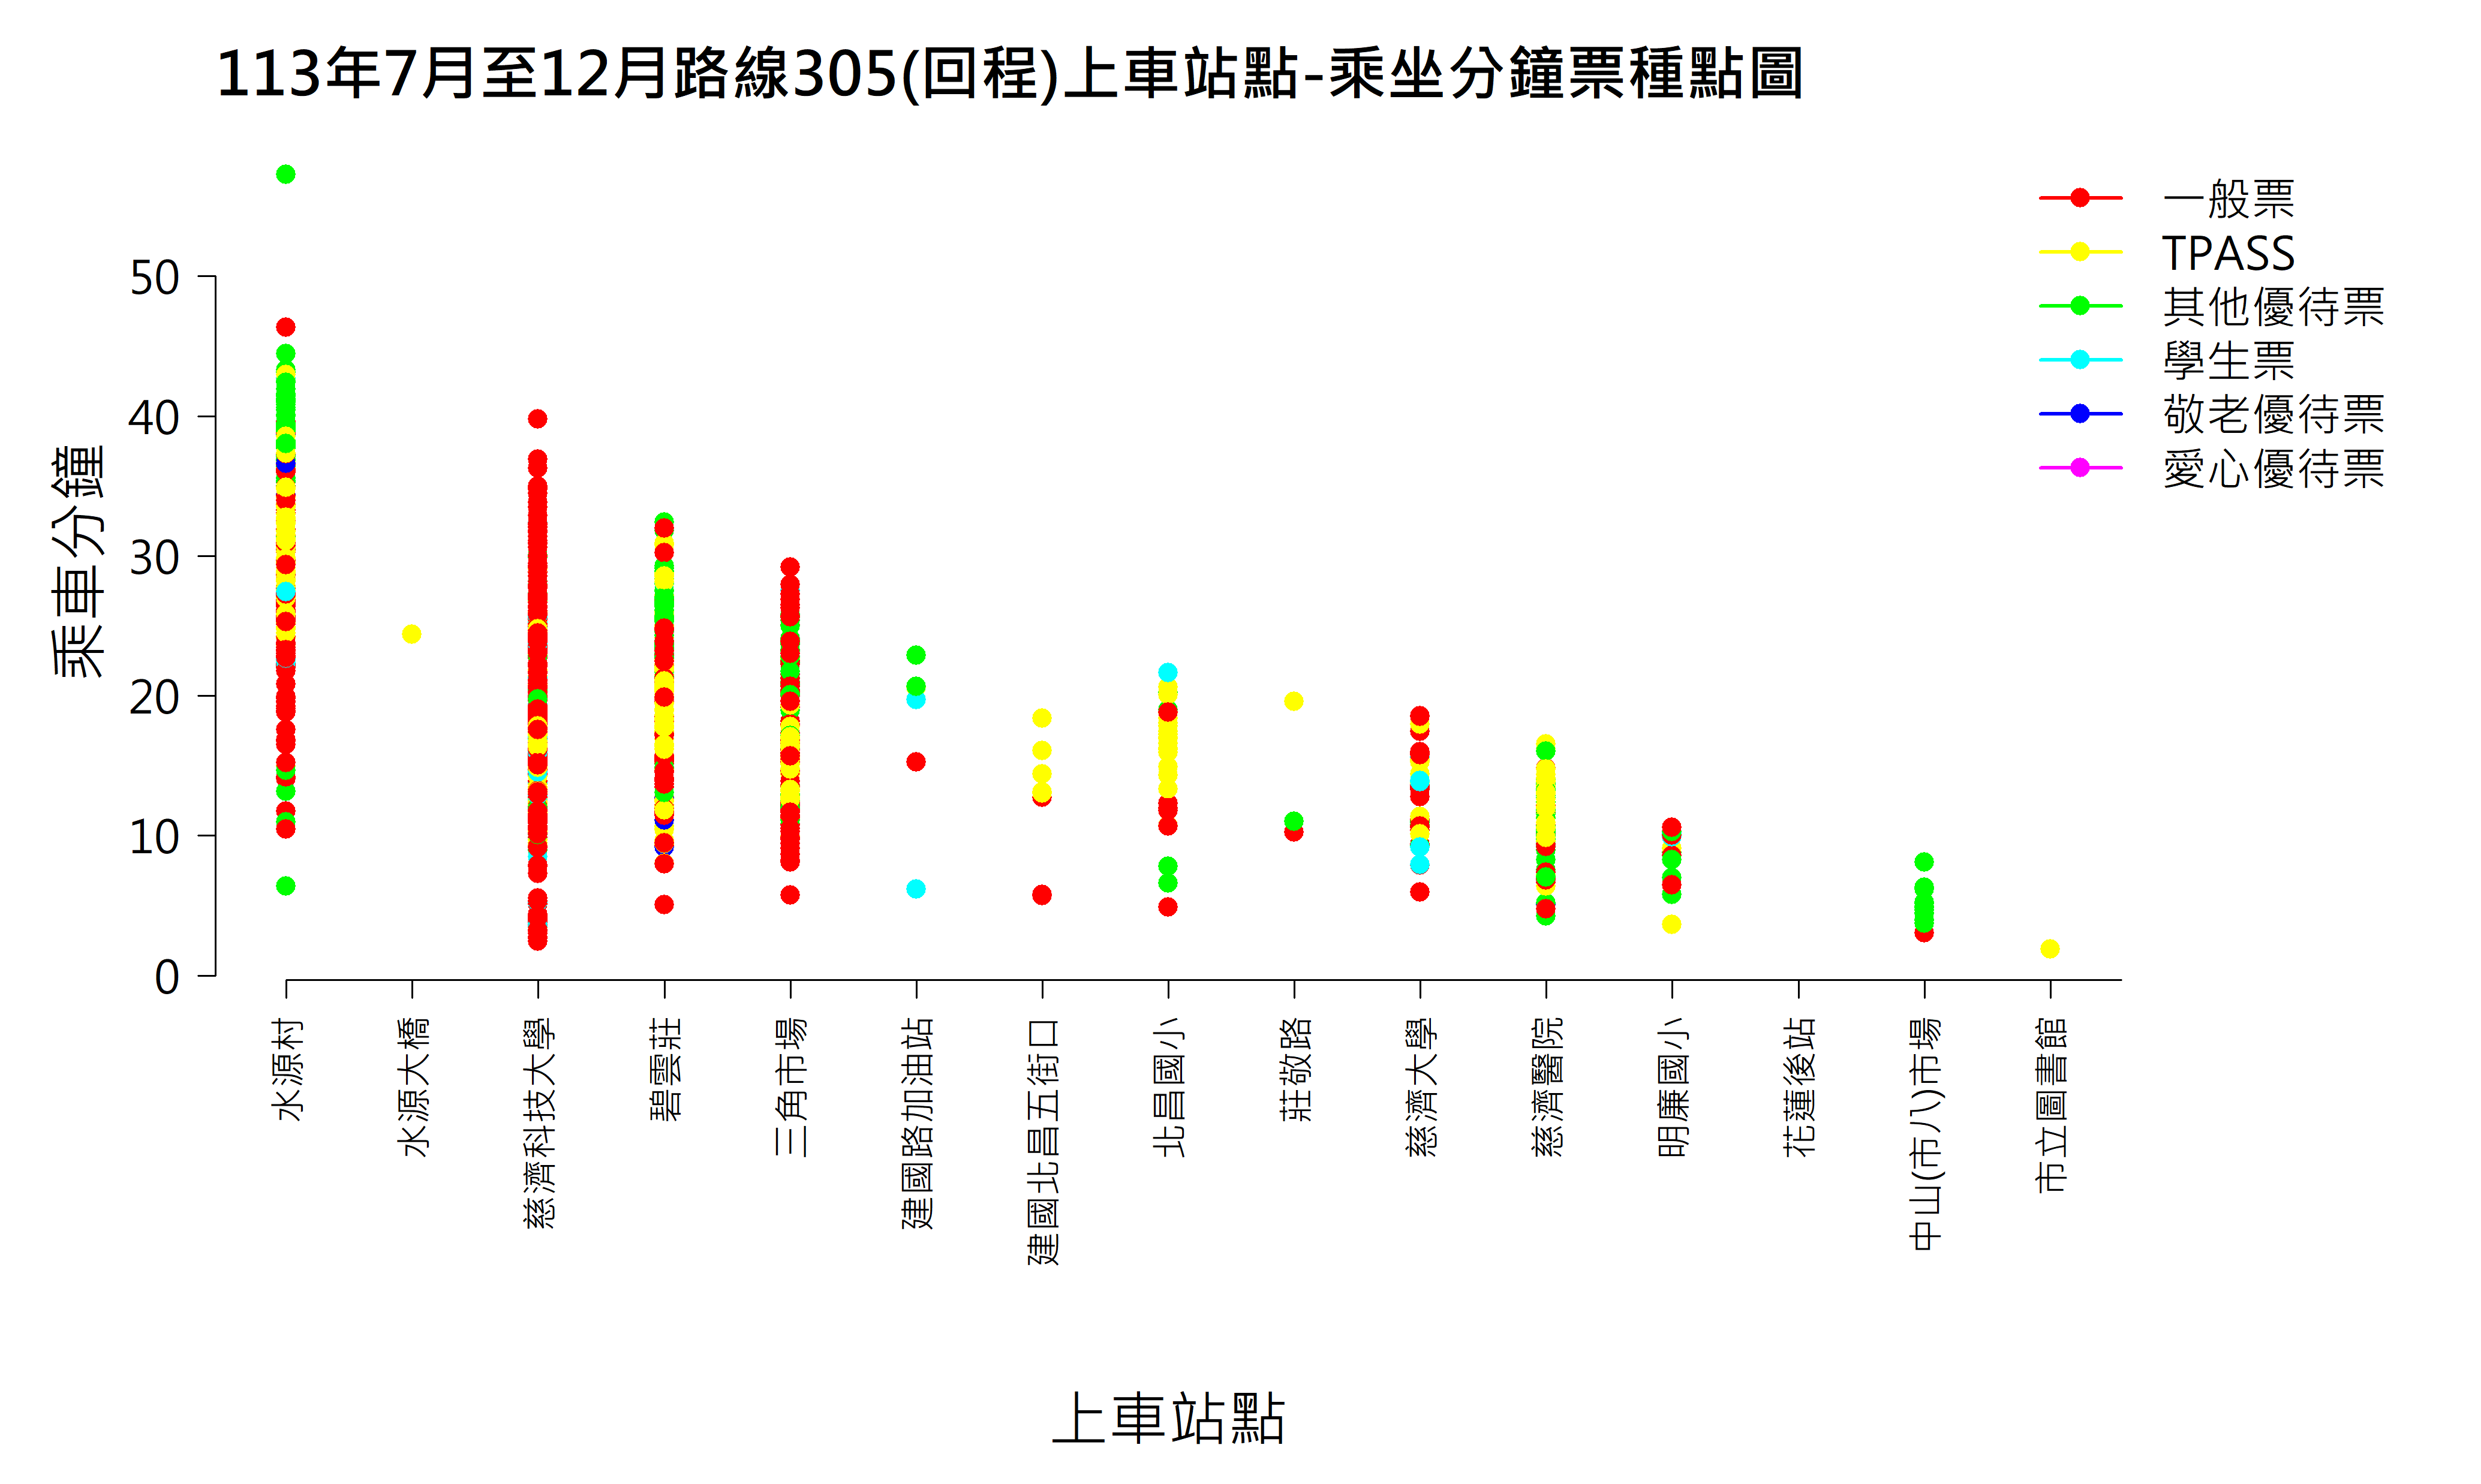 113年7月至12月路線305(回程)上車站點-乘坐分鐘票種點圖
一般票
TPASS
其他優待票
學生票
敬老優待票
愛心優待票
乘車分鐘
50
40
30
20
10
0
水源村
水源大橋
慈濟科技大學
碧雲莊
三角市場
建國路加油站
建國北昌五街口
北昌國小
莊敬路
慈濟大學
慈濟醫院
明廉國小
花蓮後站
中山(市八)市場
市立圖書館
上車站點